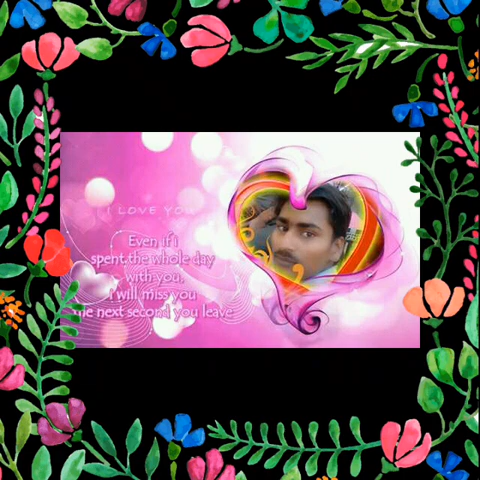 I LOVE YOU
Even if i
spent the whole day
with you,
I will miss you
the next second you leave